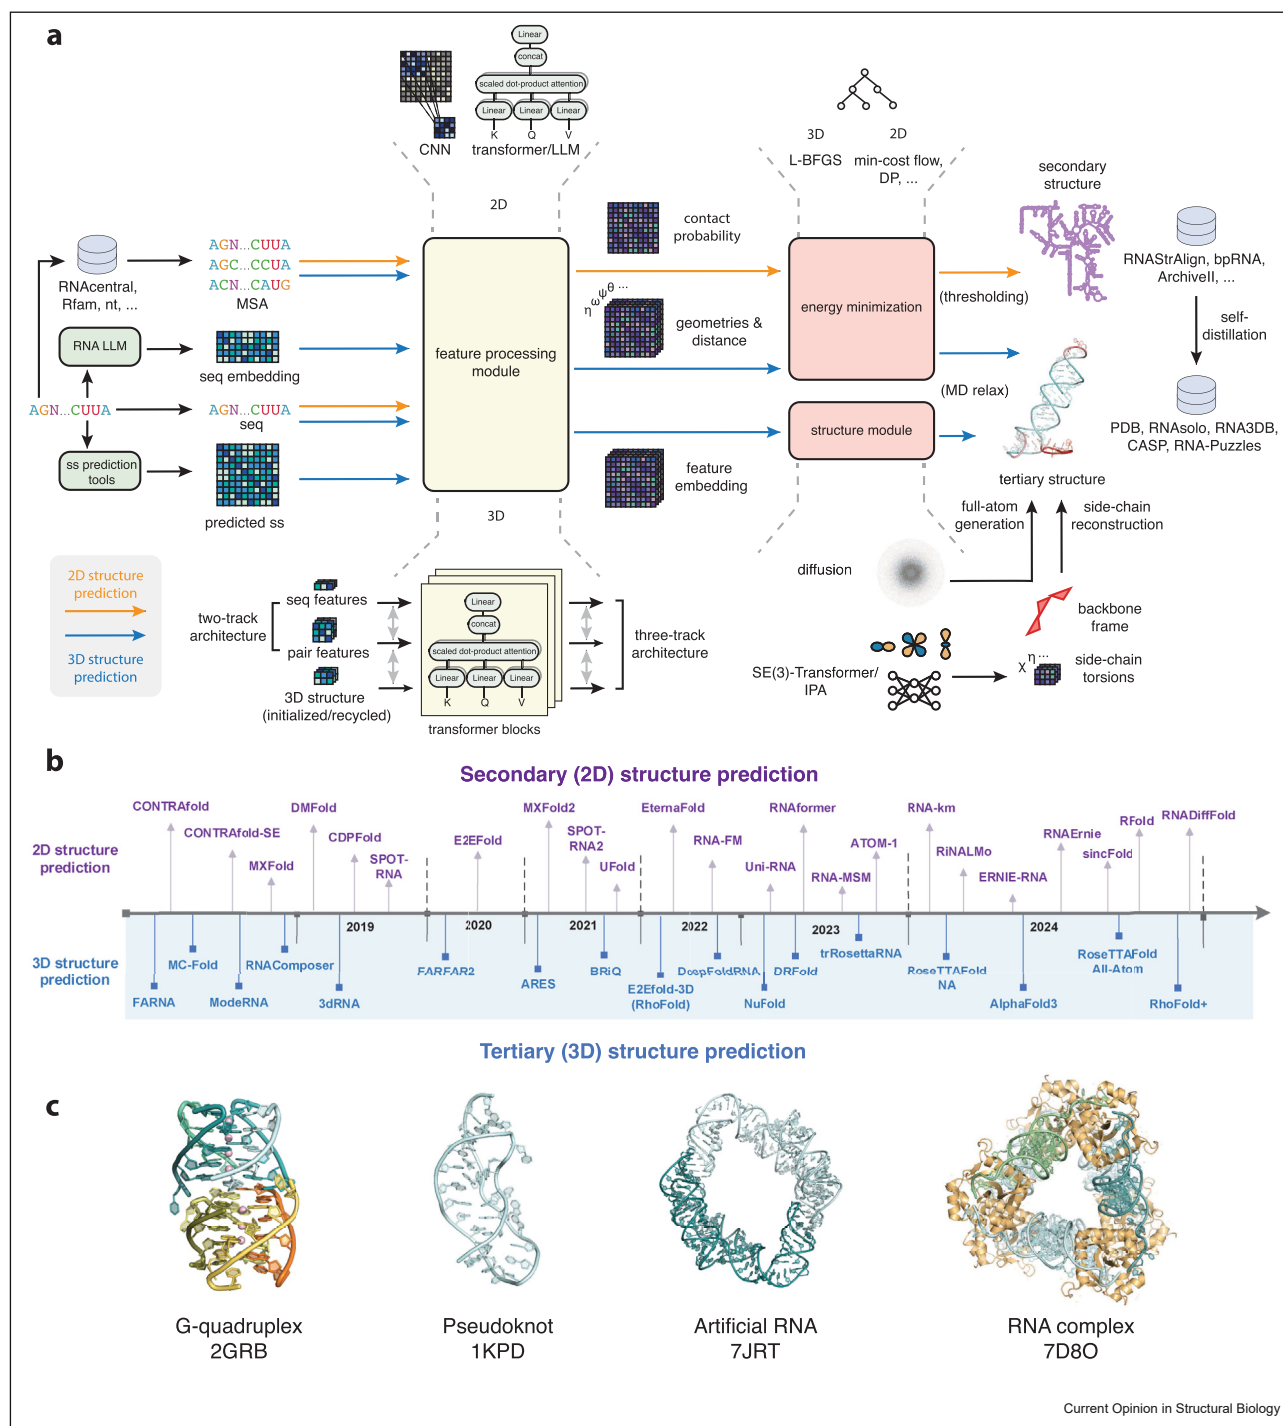 a
Linear
concat
scaled dot-product attention
Linear
Linear
Linear
K
Q
V
CNN
transformer/LLM
2D
3D
2D
L-BFGS
min-cost flow,
DP, ...
secondary
structure
contact
probability
AGN...CUUA
AGC...CCUA
ACN...CAUG
MSA
RNAcentral,
Rfam, nt, ...
RNAStrAlign, bpRNA,
ArchiveII, ...
energy minimization
(thresholding)
η ω ψ θ ...
geometries &
distance
self-
distillation
RNA LLM
seq embedding
feature processing
module
(MD relax)
AGN...CUUA
AGN...CUUA
seq
PDB, RNAsolo, RNA3DB,
CASP, RNA-Puzzles
structure module
ss prediction
tools
predicted ss
feature
embedding
tertiary structure
3D
full-atom
generation
side-chain
reconstruction
2D structure
prediction
3D structure
prediction
diffusion
seq features
two-track
architecture
pair features
3D structure
(initialized/recycled)
Linear
concat
scaled dot-product attention
Linear
Linear
Linear
K
Q
V
transformer blocks
three-track
architecture
backbone
frame
SE(3)-Transformer/
IPA
χ η ...
side-chain
torsions
b
Secondary (2D) structure prediction
CONTRAfold
DMFold
MXFold2
EternaFold
RNAformer
RNA-km
RNADiffFold
RFold
CONTRAfold-SE
CDPFold
E2EFold
SPOT-
RNA2
RNA-FM
ATOM-1
RNAErnie
2D structure
prediction
MXFold
SPOT-
RNA
UFold
Uni-RNA
RNA-MSM
RiNALMo
ERNIE-RNA
sincFold
2019
2020
2021
2022
2023
2024
3D structure
prediction
MC-Fold
RNAComposer
FARFAR2
BRiQ
DeepFoldRNA
DRFold
trRosettaRNA
RoseTTAFold
NA
RoseTTAFold
All-Atom
FARNA
ModeRNA
3dRNA
ARES
E2Efold-3D
(RhoFold)
NuFold
AlphaFold3
RhoFold+
Tertiary (3D) structure prediction
c
G-quadruplex
2GRB
Pseudoknot
1KPD
Artificial RNA
7JRT
RNA complex
7D8O
Current Opinion in Structural Biology